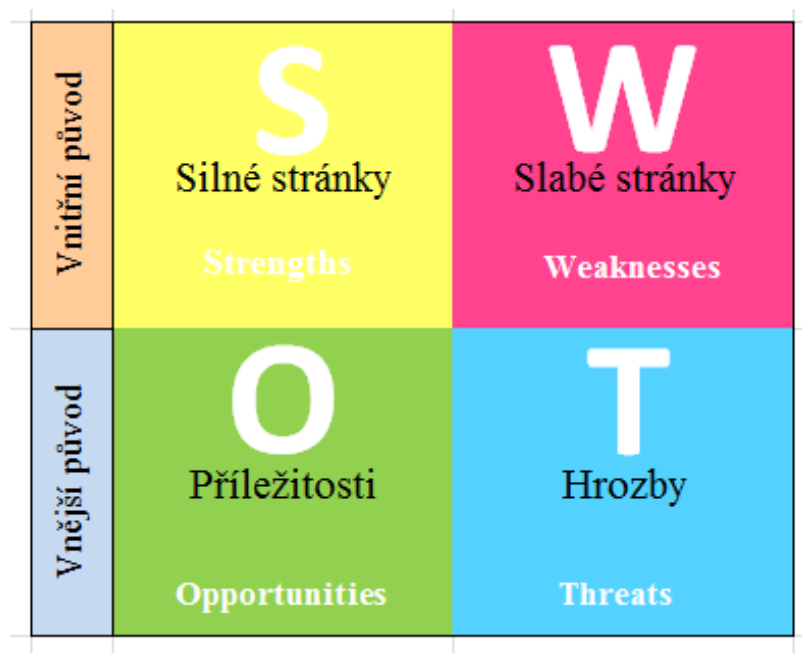 Vnitřní původ
S
Silné stránky
Strengths
W
Slabé stránky
Weaknesses
Vnější původ
O
Příležitosti
Opportunities
T
Hrozby
Threats